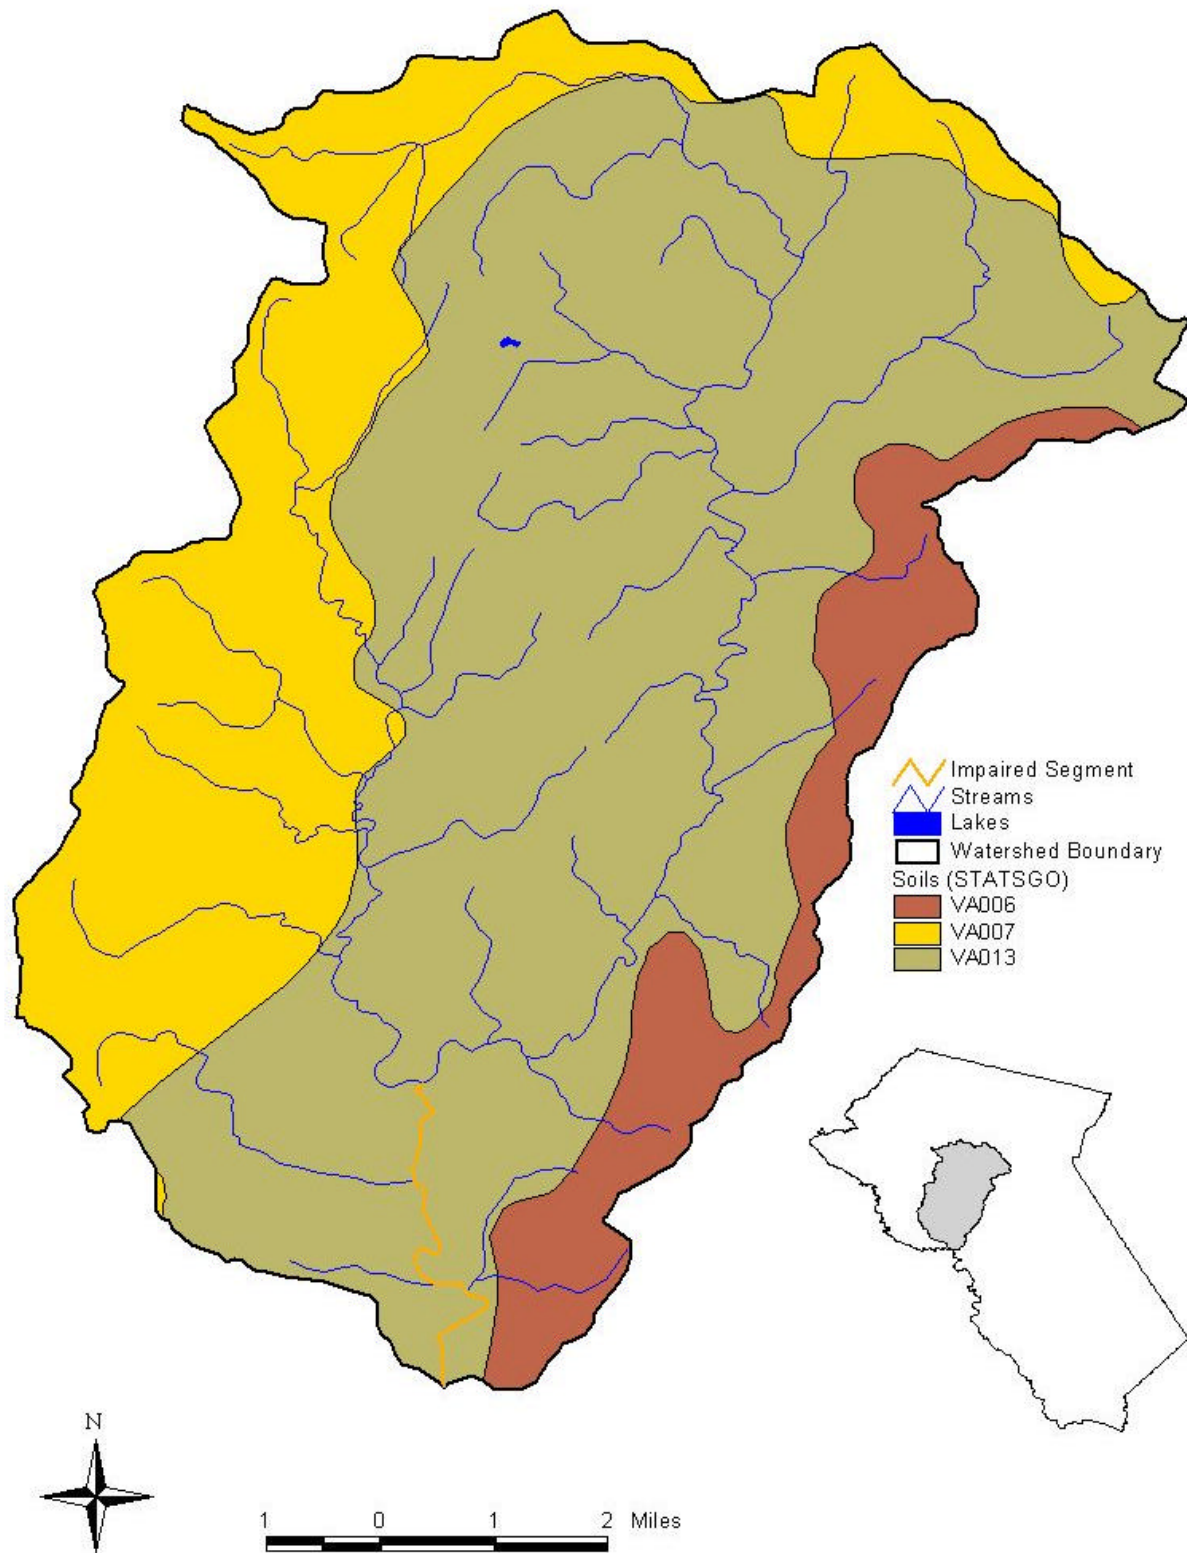 Impaired Segment
Streams
Lakes
Watershed Boundary
Soils (STATSGO)
VA006
VA007
VA013
N
1 0 1 2 Miles